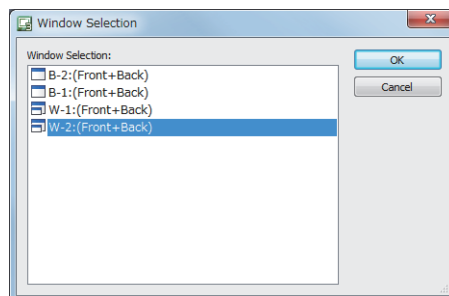 Window Selection
Window Selection:
B-2:(Front+Back)
B-1:(Front+Back)
W-1:(Front+Back)
W-2:(Front+Back)
OK
Cancel